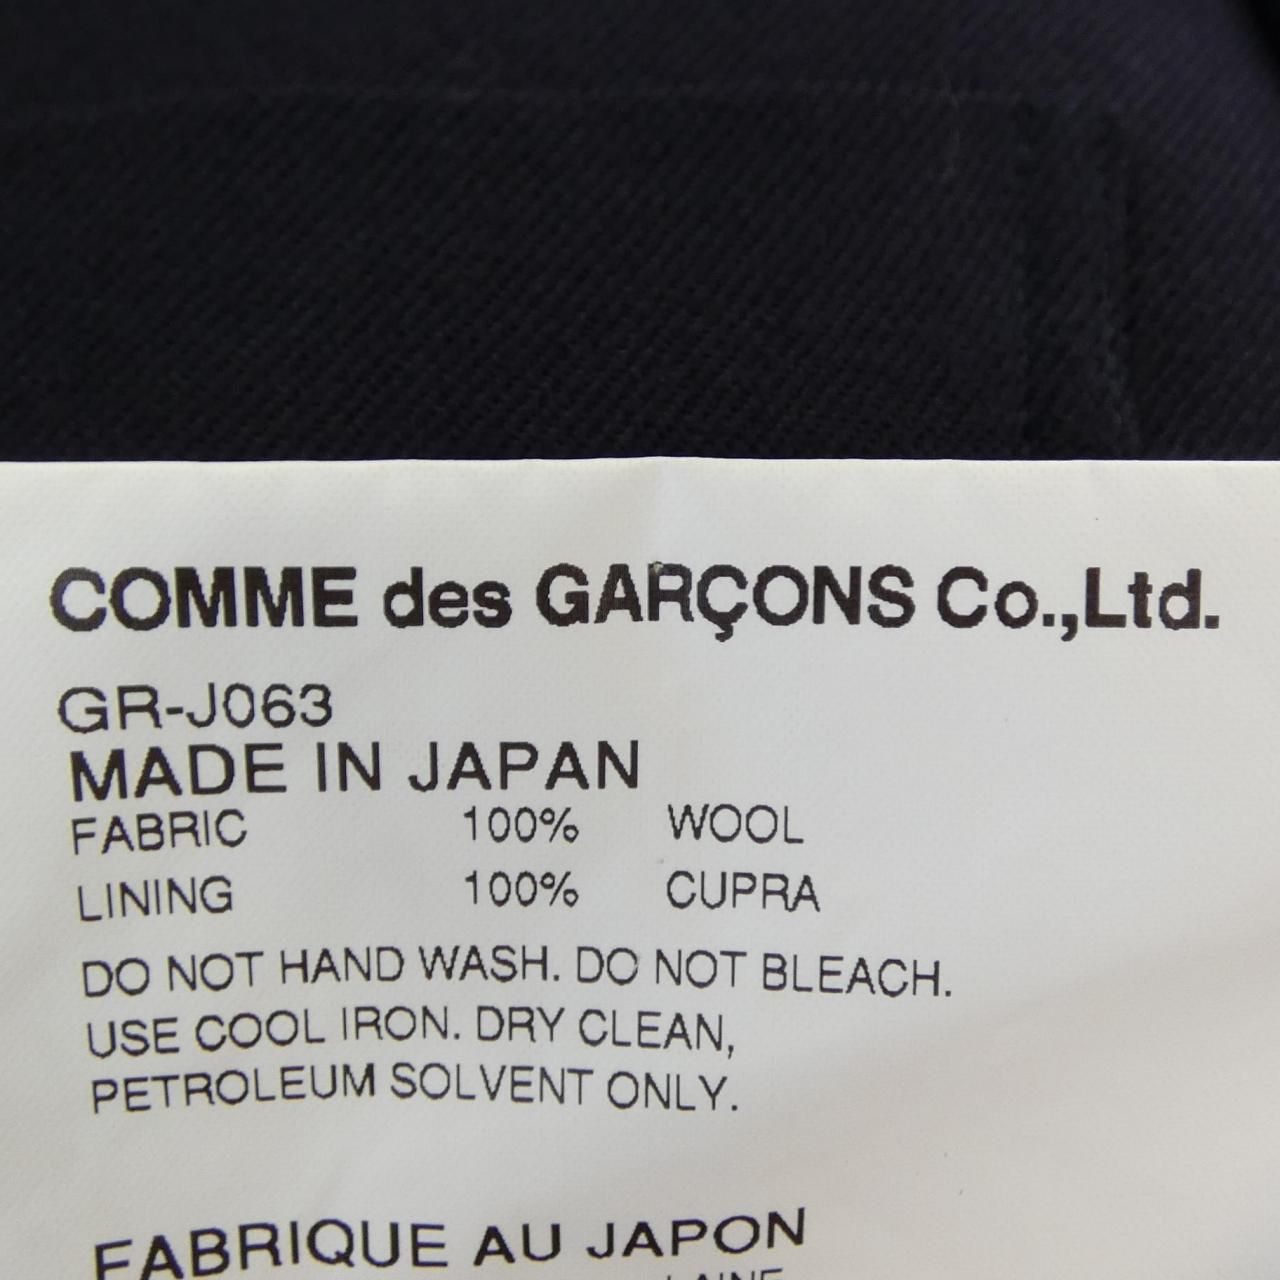 COMME des GARÇONS Co.,Ltd.
GR-J063
MADE IN JAPAN
FABRIC 100% WOOL
LINING 100% CUPRA
DO NOT HAND WASH. DO NOT BLEACH.
USE COOL IRON. DRY CLEAN,
PETROLEUM SOLVENT ONLY.
FABRIQUE AU JAPON
LAINE